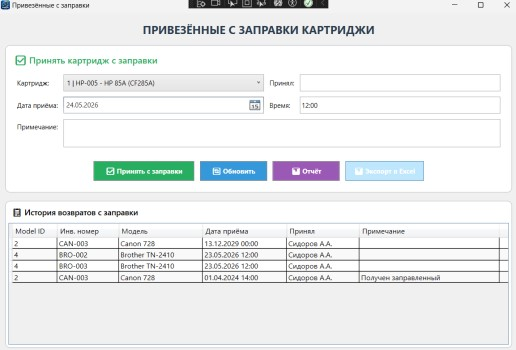 Привезённые с заправки
ПРИВЕЗЁННЫЕ С ЗАПРАВКИ КАРТРИДЖИ
Принять картридж с заправки
Картридж: 1 | HP-005 - HP 85A (CF285A) Принял:
Дата приёма: 24.05.2026 15 Время: 12:00
Примечание:
Принять с заправки Обновить Отчёт Экспорт в Excel
История возвратов с заправки
Model ID Инв. номер Модель Дата приёма Принял Примечание
2 CAN-003 Canon 728 13.12.2029 00:00 Сидоров А.А.
4 BRO-002 Brother TN-2410 23.05.2026 12:00 Сидоров А.А.
4 BRO-003 Brother TN-2410 23.05.2026 12:00 Сидоров А.А.
2 CAN-003 Canon 728 01.04.2024 14:00 Сидоров А.А. Получен заправленный